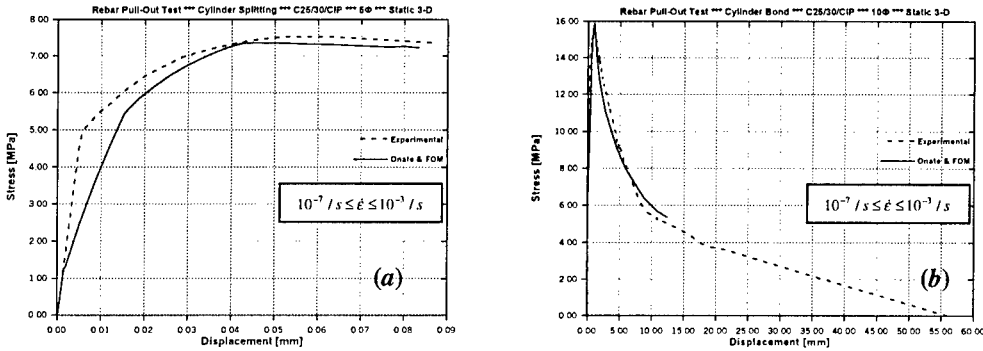 Rebar Pull-Out Test *** Cylinder Splitting *** C25/30/CIP *** 5Φ *** Static 3-D
8 00
7.00
6.00
5.00
4.00
3.00
2.00
1.00
0 00
Stress [MPa]
Experimental
Onate & FOM
10⁻⁷ / s ≤ ε̇ ≤ 10⁻³ / s
(a)
0 00 0 01 0 02 0 03 0 04 0 05 0 06 0 07 0 08 0.09
Displacement [mm]
Rebar Pull-Out Test *** Cylinder Bond *** C25/30/CIP *** 10Φ *** Static 3-D
16 00
14 00
12 00
10 00
8 00
6 00
4 00
2 00
0 00
Stress [MPa]
Experimental
Onate & FOM
10⁻⁷ / s ≤ ε̇ ≤ 10⁻³ / s
(b)
0 00 5 00 10 00 15 00 20 00 25 00 30 00 35 00 40 00 45 00 50 00 55 00 60 00
Displacement [mm]